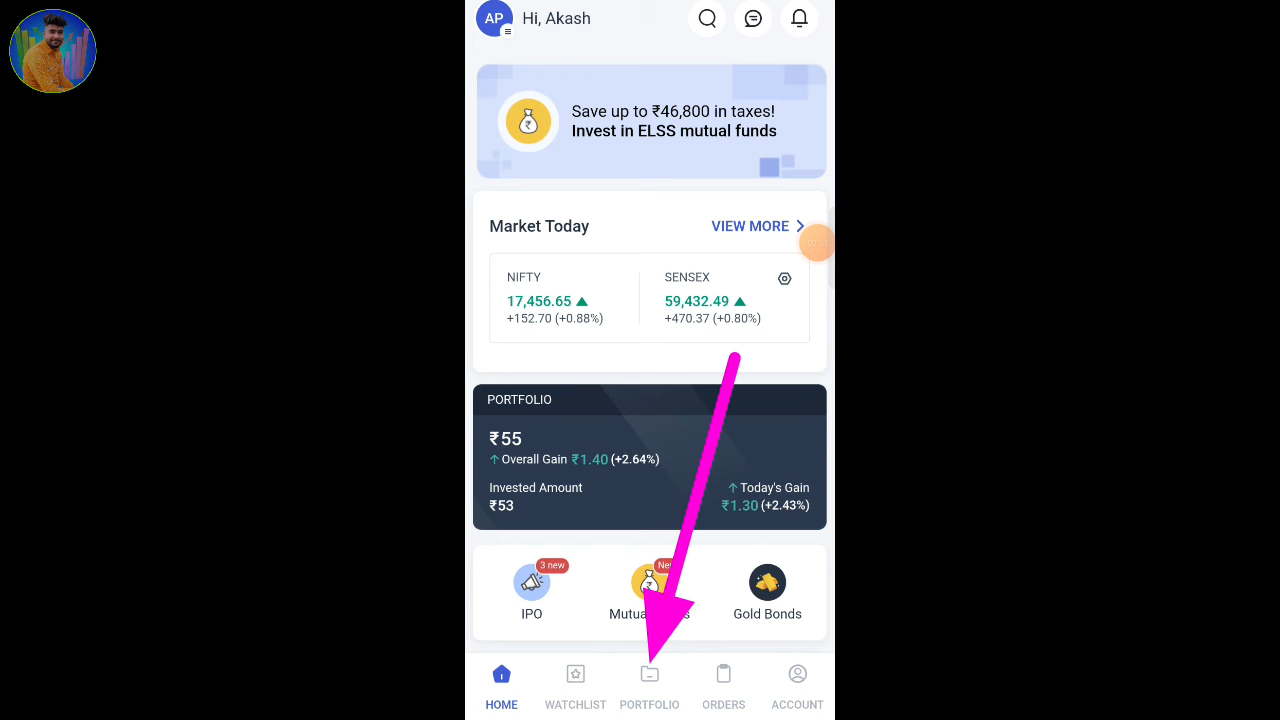 AP
Hi, Akash
Save up to ₹46,800 in taxes!
Invest in ELSS mutual funds
Market Today
VIEW MORE
NIFTY
17,456.65
+152.70 (+0.88%)
SENSEX
59,432.49
+470.37 (+0.80%)
PORTFOLIO
₹55
Overall Gain ₹1.40 (+2.64%)
Invested Amount
₹53
Today's Gain
₹1.30 (+2.43%)
3 new
IPO
Gold Bonds
HOME
WATCHLIST
PORTFOLIO
ORDERS
ACCOUNT